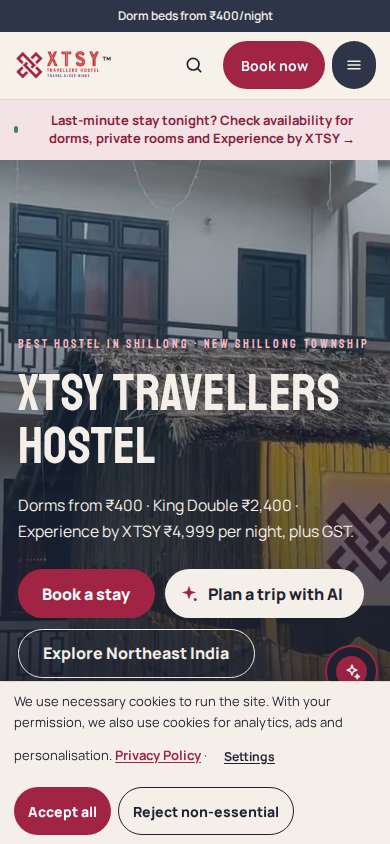 Dorm beds from ₹400/night
XTSY™
TRAVELLERS HOSTEL
Book now
Last-minute stay tonight? Check availability for
dorms, private rooms and Experience by XTSY →
BEST HOSTEL IN SHILLONG · NEW SHILLONG TOWNSHIP
XTSY TRAVELLERS
HOSTEL
Dorms from ₹400 · King Double ₹2,400 ·
Experience by XTSY ₹4,999 per night, plus GST.
Book a stay
Plan a trip with AI
Explore Northeast India
We use necessary cookies to run the site. With your
permission, we also use cookies for analytics, ads and
personalisation. Privacy Policy · Settings
Accept all
Reject non-essential